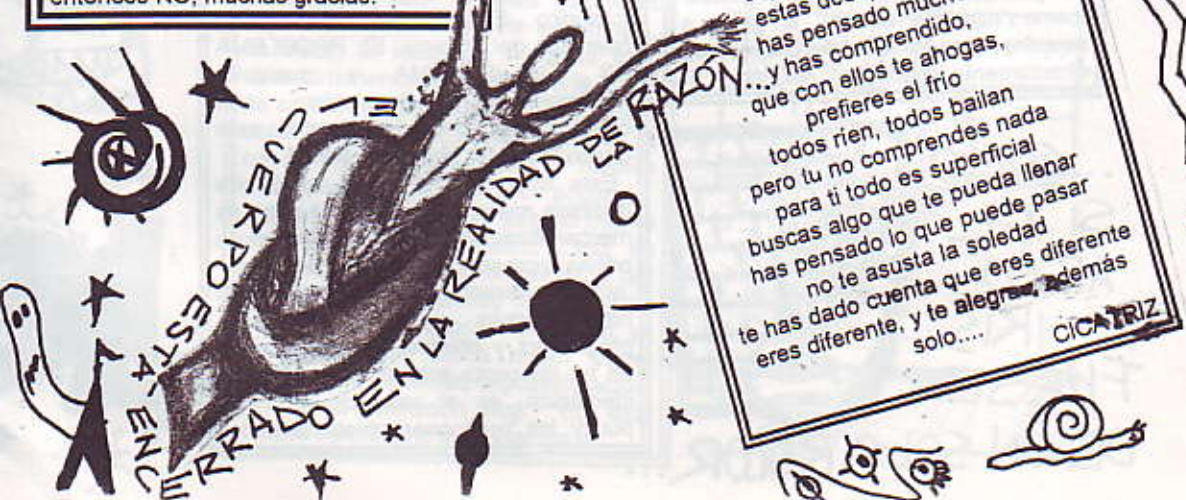 entonces NO, muchas gracias.
EL CUERPO ESTA ENCERRADO EN LA REALIDAD DE LA RAZÓN...
has pensado mucho
y has comprendido,
que con ellos te ahogas,
prefieres el frío
todos rien, todos bailan
pero tu no comprendes nada
para ti todo es superficial
buscas algo que te pueda llenar
has pensado lo que puede pasar
no te asusta la soledad
te has dado cuenta que eres diferente
eres diferente, y te alegras, además
solo....
CICATRIZ